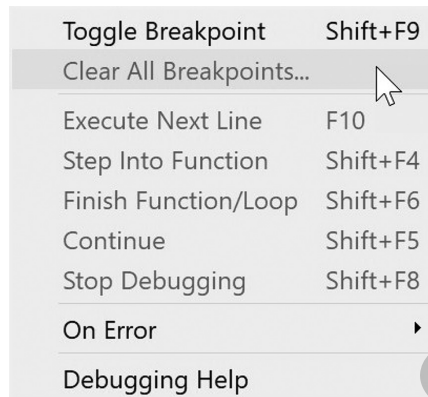 Toggle Breakpoint Shift+F9
Clear All Breakpoints...
Execute Next Line F10
Step Into Function Shift+F4
Finish Function/Loop Shift+F6
Continue Shift+F5
Stop Debugging Shift+F8
On Error
Debugging Help